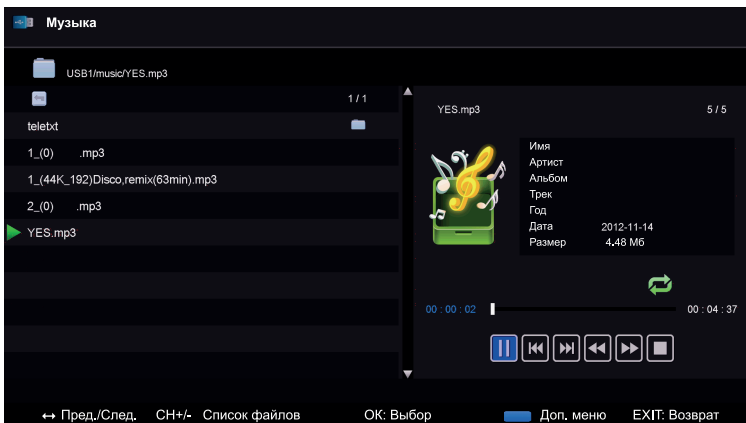 Музыка
USB1/music/YES.mp3
1 / 1
teletxt
1_(0) .mp3
1_(44K_192)Disco,remix(63min).mp3
2_(0) .mp3
YES.mp3
YES.mp3 5 / 5
Имя
Артист
Альбом
Трек
Год
Дата 2012-11-14
Размер 4.48 Мб
00 : 00 : 02 00 : 04 : 37
Пред./След. CH+/- Список файлов ОК: Выбор Доп. меню EXIT: Возврат